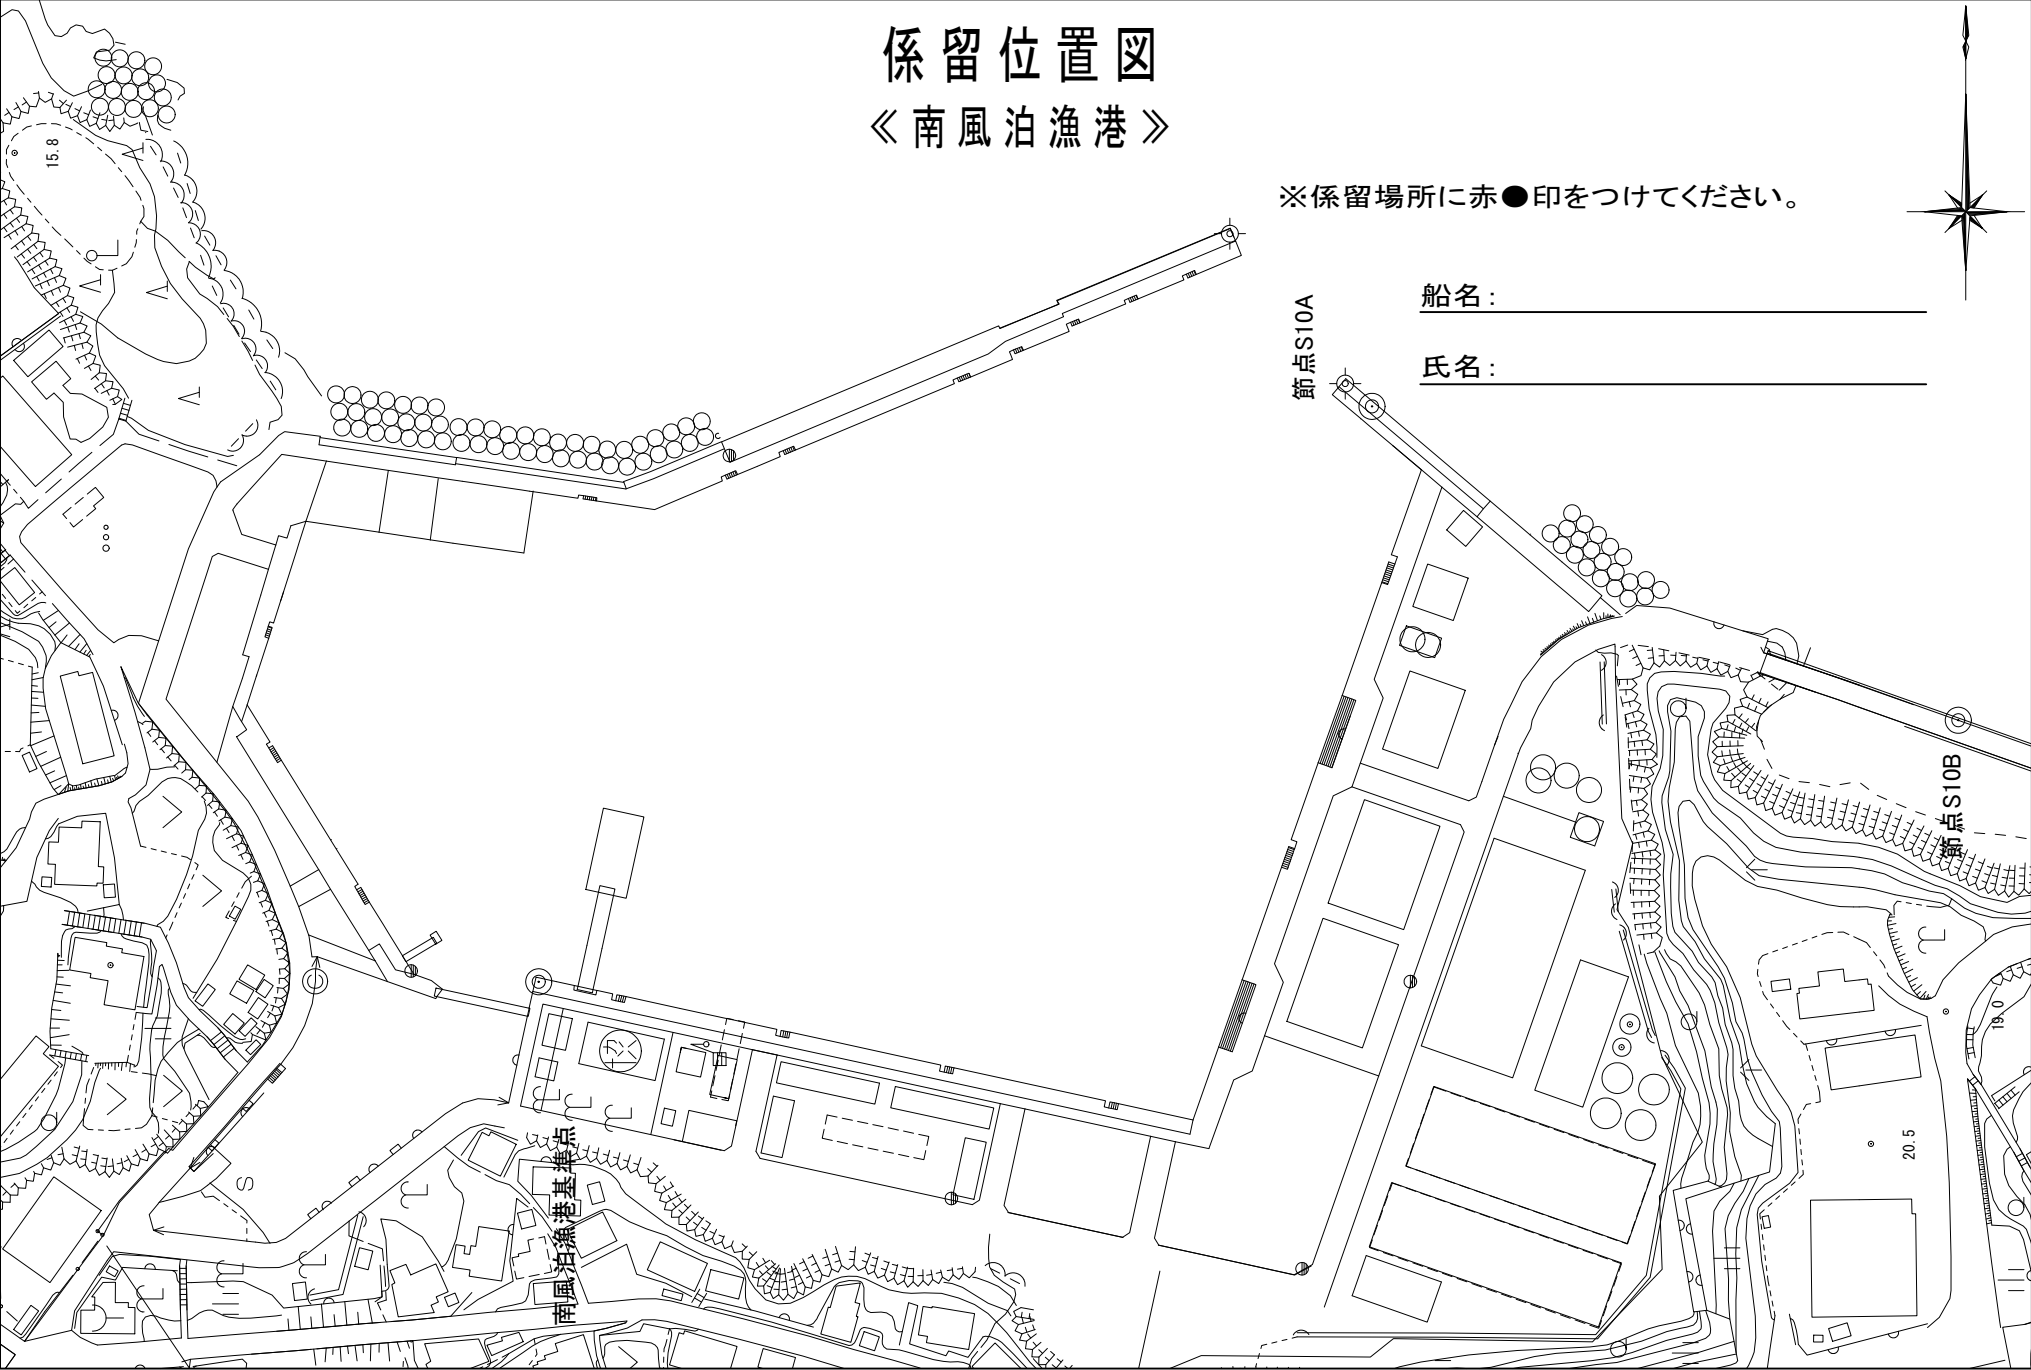 係留位置図
≪南風泊漁港≫
※係留場所に赤●印をつけてください。
船名：
氏名：
節点S10A
節点S10B
南風泊漁港基準点
15.8
19.0
20.5